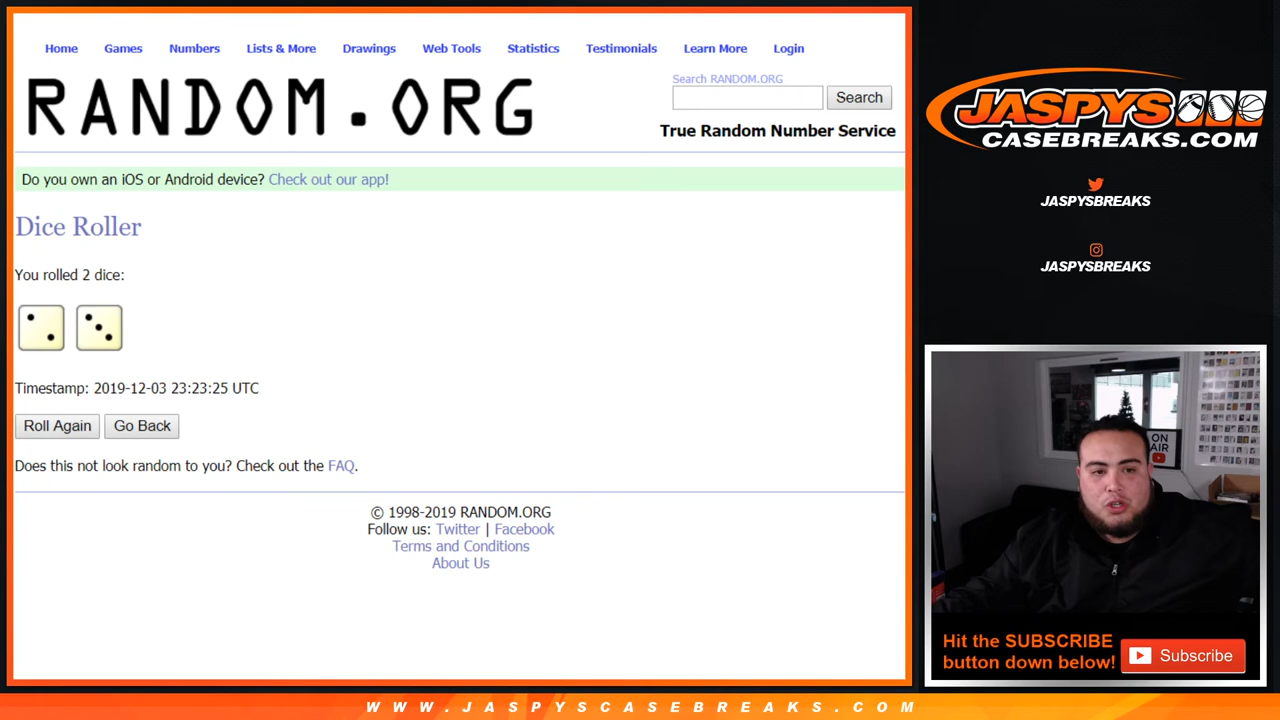 Home Games Numbers Lists & More Drawings Web Tools Statistics Testimonials Learn More Login
RANDOM.ORG
Search RANDOM.ORG
Search
True Random Number Service
Do you own an iOS or Android device? Check out our app!
Dice Roller
You rolled 2 dice:
Timestamp: 2019-12-03 23:23:25 UTC
Roll Again Go Back
Does this not look random to you? Check out the FAQ.
© 1998-2019 RANDOM.ORG
Follow us: Twitter | Facebook
Terms and Conditions
About Us
JASPYS
CASEBREAKS.COM
JASPYSBREAKS
JASPYSBREAKS
ON
AIR
Hit the SUBSCRIBE
button down below!
Subscribe
WWW.JASPYSCASEBREAKS.COM